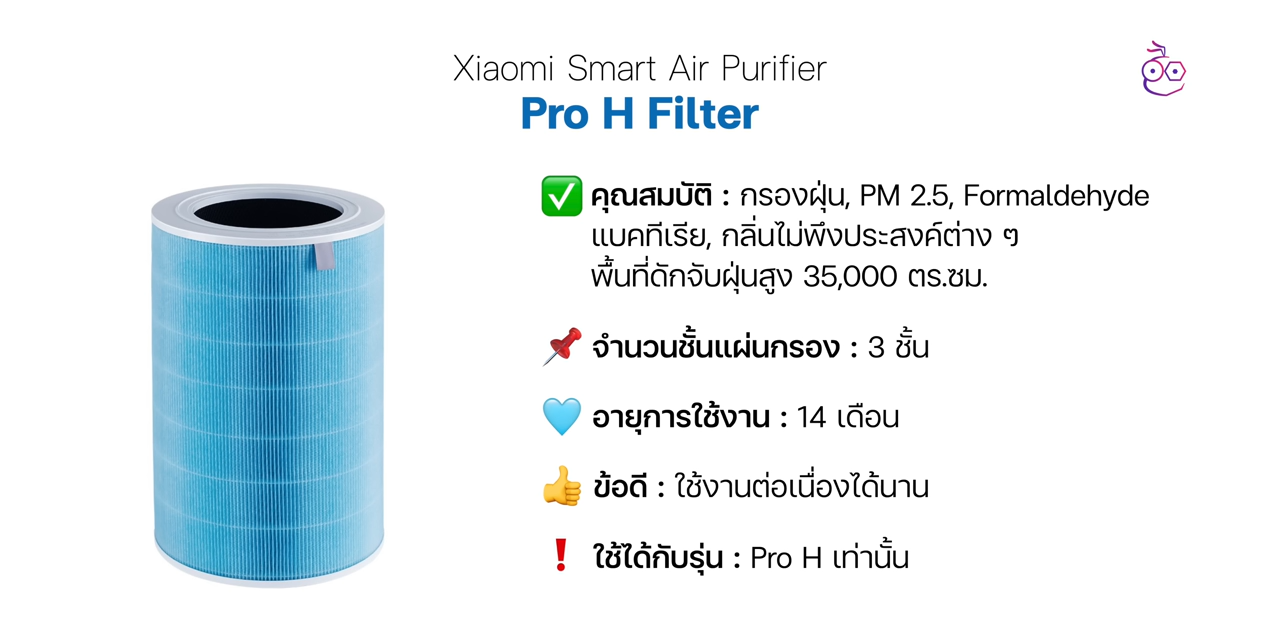 Xiaomi Smart Air Purifier
Pro H Filter
คุณสมบัติ : กรองฝุ่น, PM 2.5, Formaldehyde
แบคทีเรีย, กลิ่นไม่พึงประสงค์ต่าง ๆ
พื้นที่ดักจับฝุ่นสูง 35,000 ตร.ซม.
จำนวนชั้นแผ่นกรอง : 3 ชั้น
อายุการใช้งาน : 14 เดือน
ข้อดี : ใช้งานต่อเนื่องได้นาน
ใช้ได้กับรุ่น : Pro H เท่านั้น